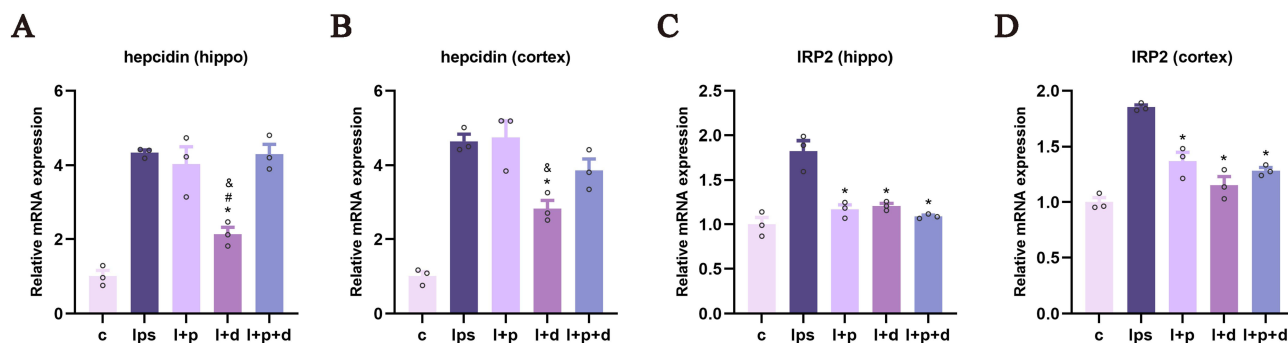 A
hepcidin (hippo)
Relative mRNA expression
6
4
2
0
&
#
*
c lps l+p l+d l+p+d
B
hepcidin (cortex)
Relative mRNA expression
6
4
2
0
&
*
c lps l+p l+d l+p+d
C
IRP2 (hippo)
Relative mRNA expression
2.5
2.0
1.5
1.0
0.5
0.0
* * *
c lps l+p l+d l+p+d
D
IRP2 (cortex)
Relative mRNA expression
2.0
1.5
1.0
0.5
0.0
* * *
c lps l+p l+d l+p+d